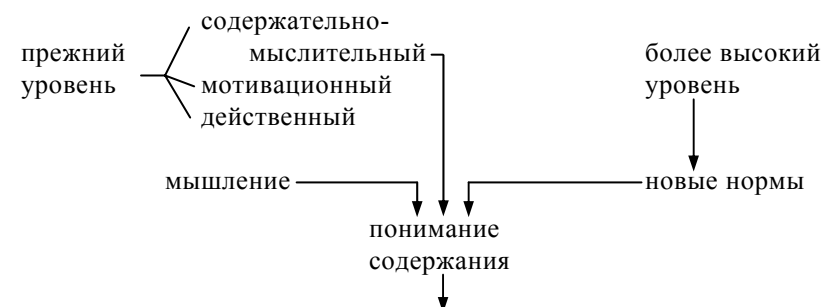 содержательно-
прежний мыслительный более высокий
уровень мотивационный уровень
действенный
мышление новые нормы
понимание
содержания